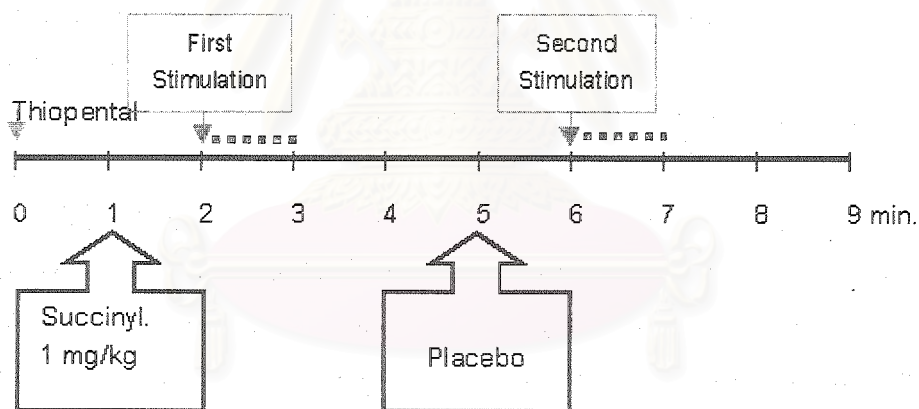 First
Stimulation
Second
Stimulation
Thiopental
0 1 2 3 4 5 6 7 8 9 min.
Succinyl.
1 mg/kg
Placebo